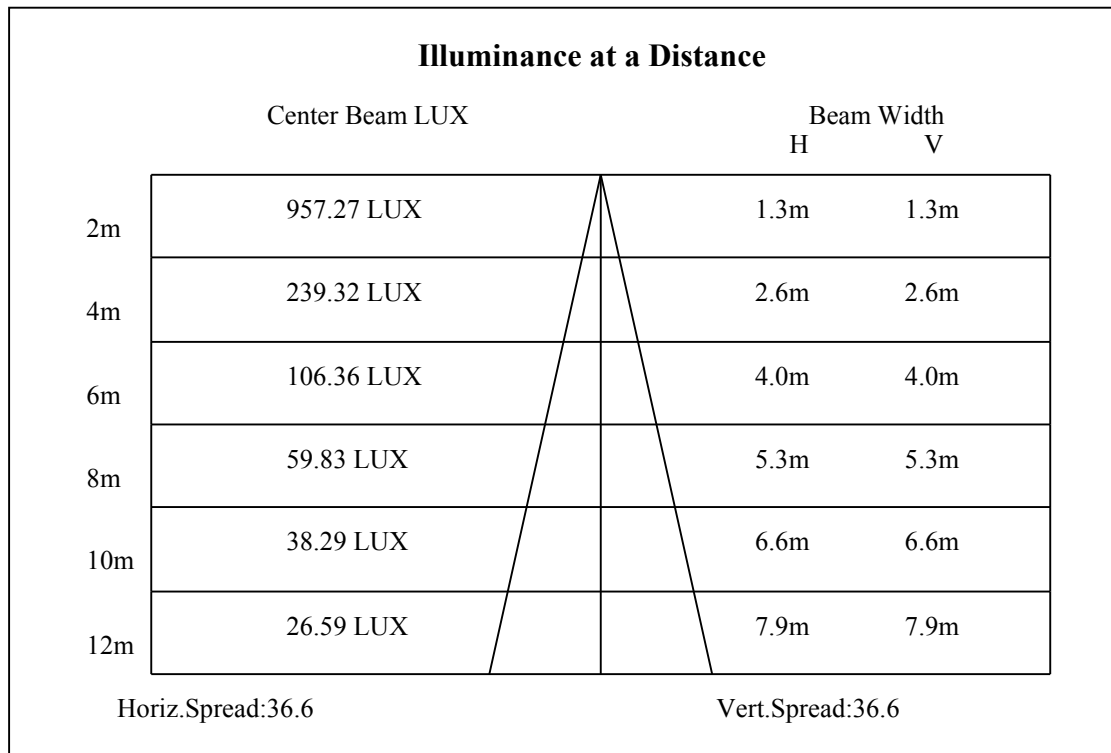 Illuminance at a Distance
Center Beam LUX Beam Width
H V
2m 957.27 LUX 1.3m 1.3m
4m 239.32 LUX 2.6m 2.6m
6m 106.36 LUX 4.0m 4.0m
8m 59.83 LUX 5.3m 5.3m
10m 38.29 LUX 6.6m 6.6m
12m 26.59 LUX 7.9m 7.9m
Horiz.Spread:36.6 Vert.Spread:36.6